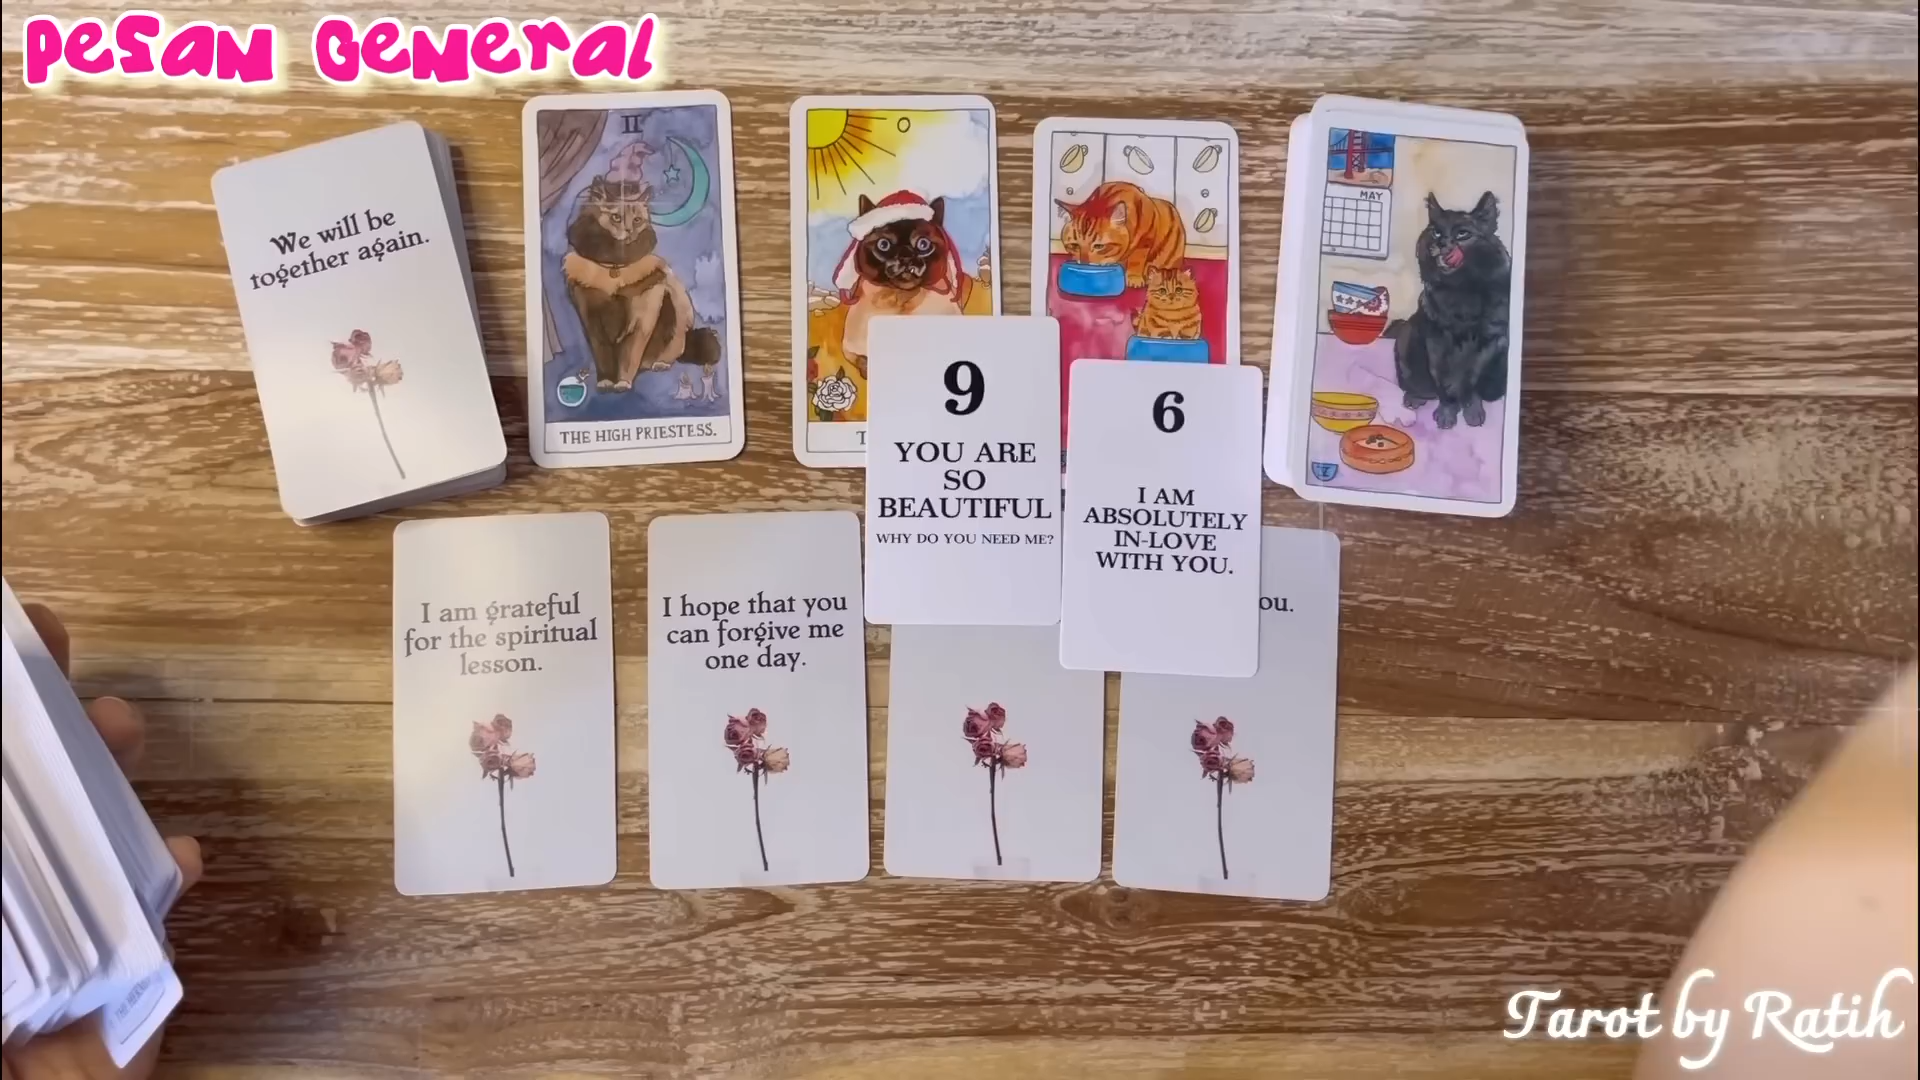 Pesan General
We will be
together again.
II
THE HIGH PRIESTESS.
0
T
MAY
9
YOU ARE
SO
BEAUTIFUL
WHY DO YOU NEED ME?
6
I AM
ABSOLUTELY
IN-LOVE
WITH YOU.
I am grateful
for the spiritual
lesson.
I hope that you
can forgive me
one day.
ou.
Tarot by Ratih